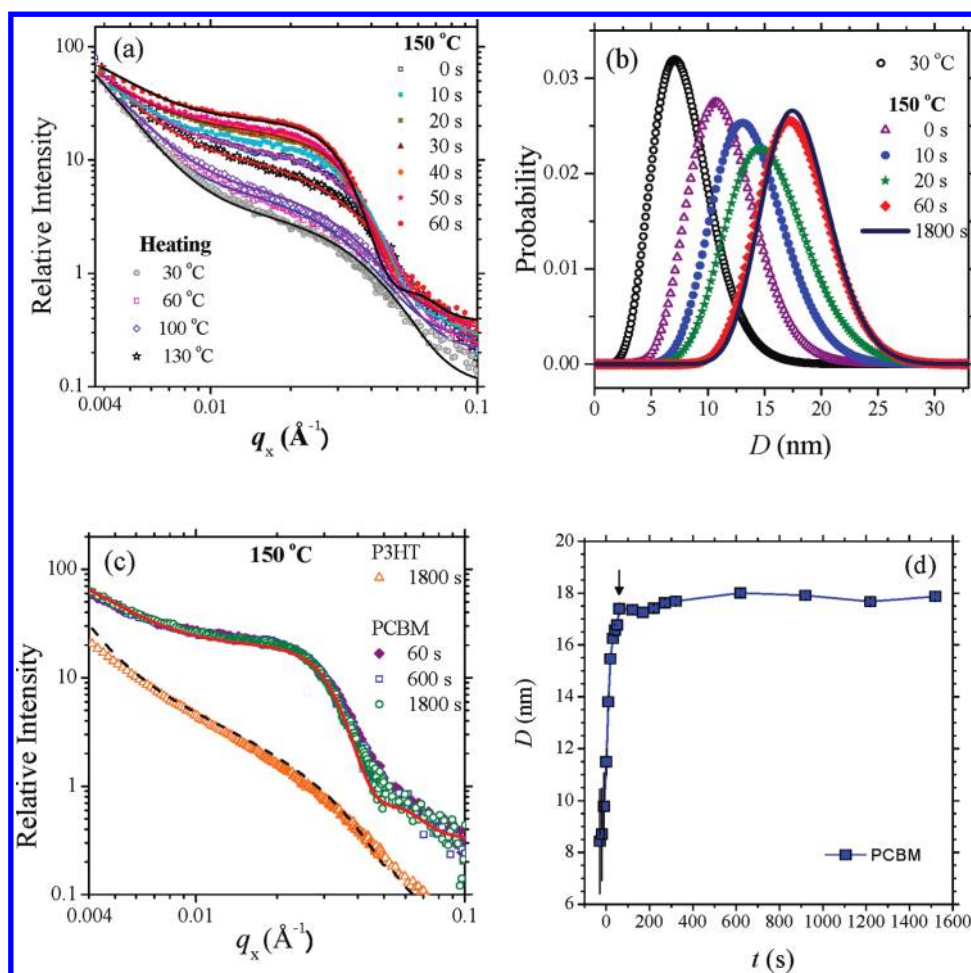 (a)
150 °C
0 s
10 s
20 s
30 s
40 s
50 s
60 s
Heating
30 °C
60 °C
100 °C
130 °C
100
10
1
0.1
0.004
0.01
0.1
Relative Intensity
qx (Å-1)
(b)
30 °C
150 °C
0 s
10 s
20 s
60 s
1800 s
0.03
0.02
0.01
0.00
0
5
10
15
20
25
30
Probability
D (nm)
(c)
150 °C
P3HT
1800 s
PCBM
60 s
600 s
1800 s
100
10
1
0.1
0.004
0.01
0.1
Relative Intensity
qx (Å-1)
(d)
20
18
16
14
12
10
8
6
D (nm)
PCBM
0 200 400 600 800 1000 1200 1400 1600
t (s)